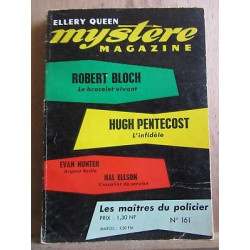 ELLERY QUEEN
mystère
MAGAZINE
ROBERT BLOCH
Le bracelet vivant
HUGH PENTECOST
L'infidèle
EVAN HUNTER
Argent facile
HAL ELLSON
L'escalier de service
Les maîtres du policier
PRIX : 1,30 NF
N° 161
MAROC :